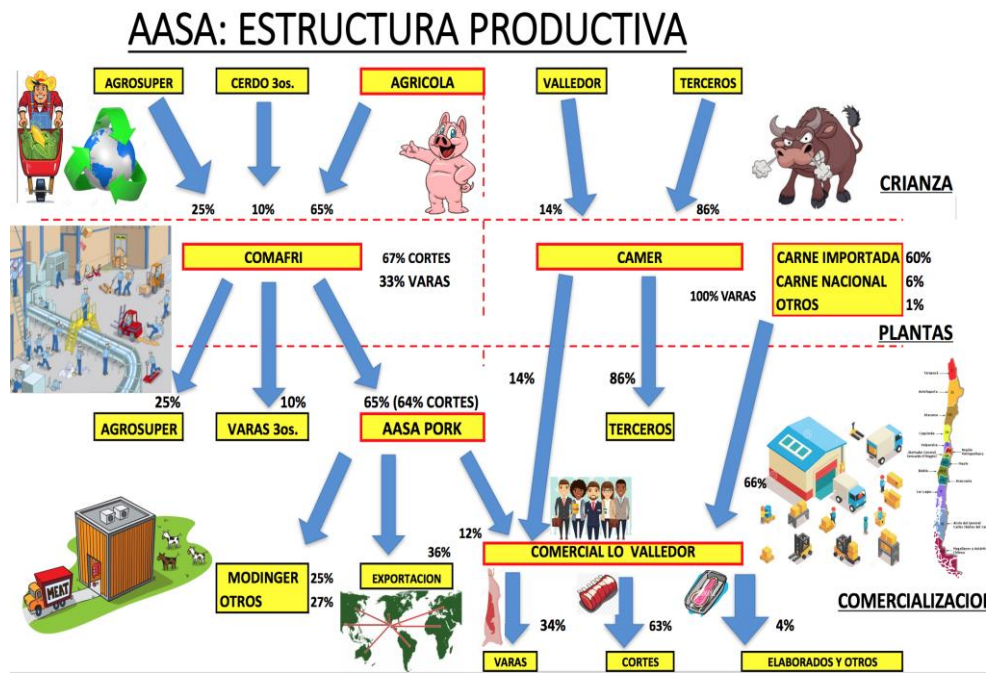 AASA: ESTRUCTURA PRODUCTIVA
AGROSUPER
CERDO 3os.
AGRICOLA
VALLEDOR
TERCEROS
CRIANZA
25%
10%
65%
14%
86%
COMAFRI
67% CORTES
33% VARAS
CAMER
100% VARAS
CARNE IMPORTADA 60%
CARNE NACIONAL 6%
OTROS 1%
PLANTAS
25%
10%
65% (64% CORTES)
14%
86%
AGROSUPER
VARAS 3os.
AASA PORK
TERCEROS
66%
12%
36%
COMERCIAL LO VALLEDOR
MODINGER 25%
OTROS 27%
EXPORTACION
MEAT
COMERCIALIZACION
34%
63%
4%
VARAS
CORTES
ELABORADOS Y OTROS